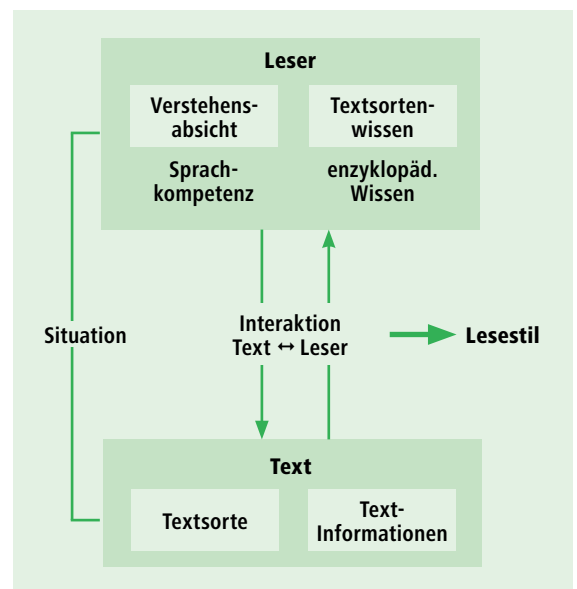 Leser
Verstehens-
absicht
Textsorten-
wissen
Sprach-
kompetenz
enzyklopäd.
Wissen
Situation
Interaktion
Text ↔ Leser
Lesestil
Text
Textsorte
Text-
Informationen